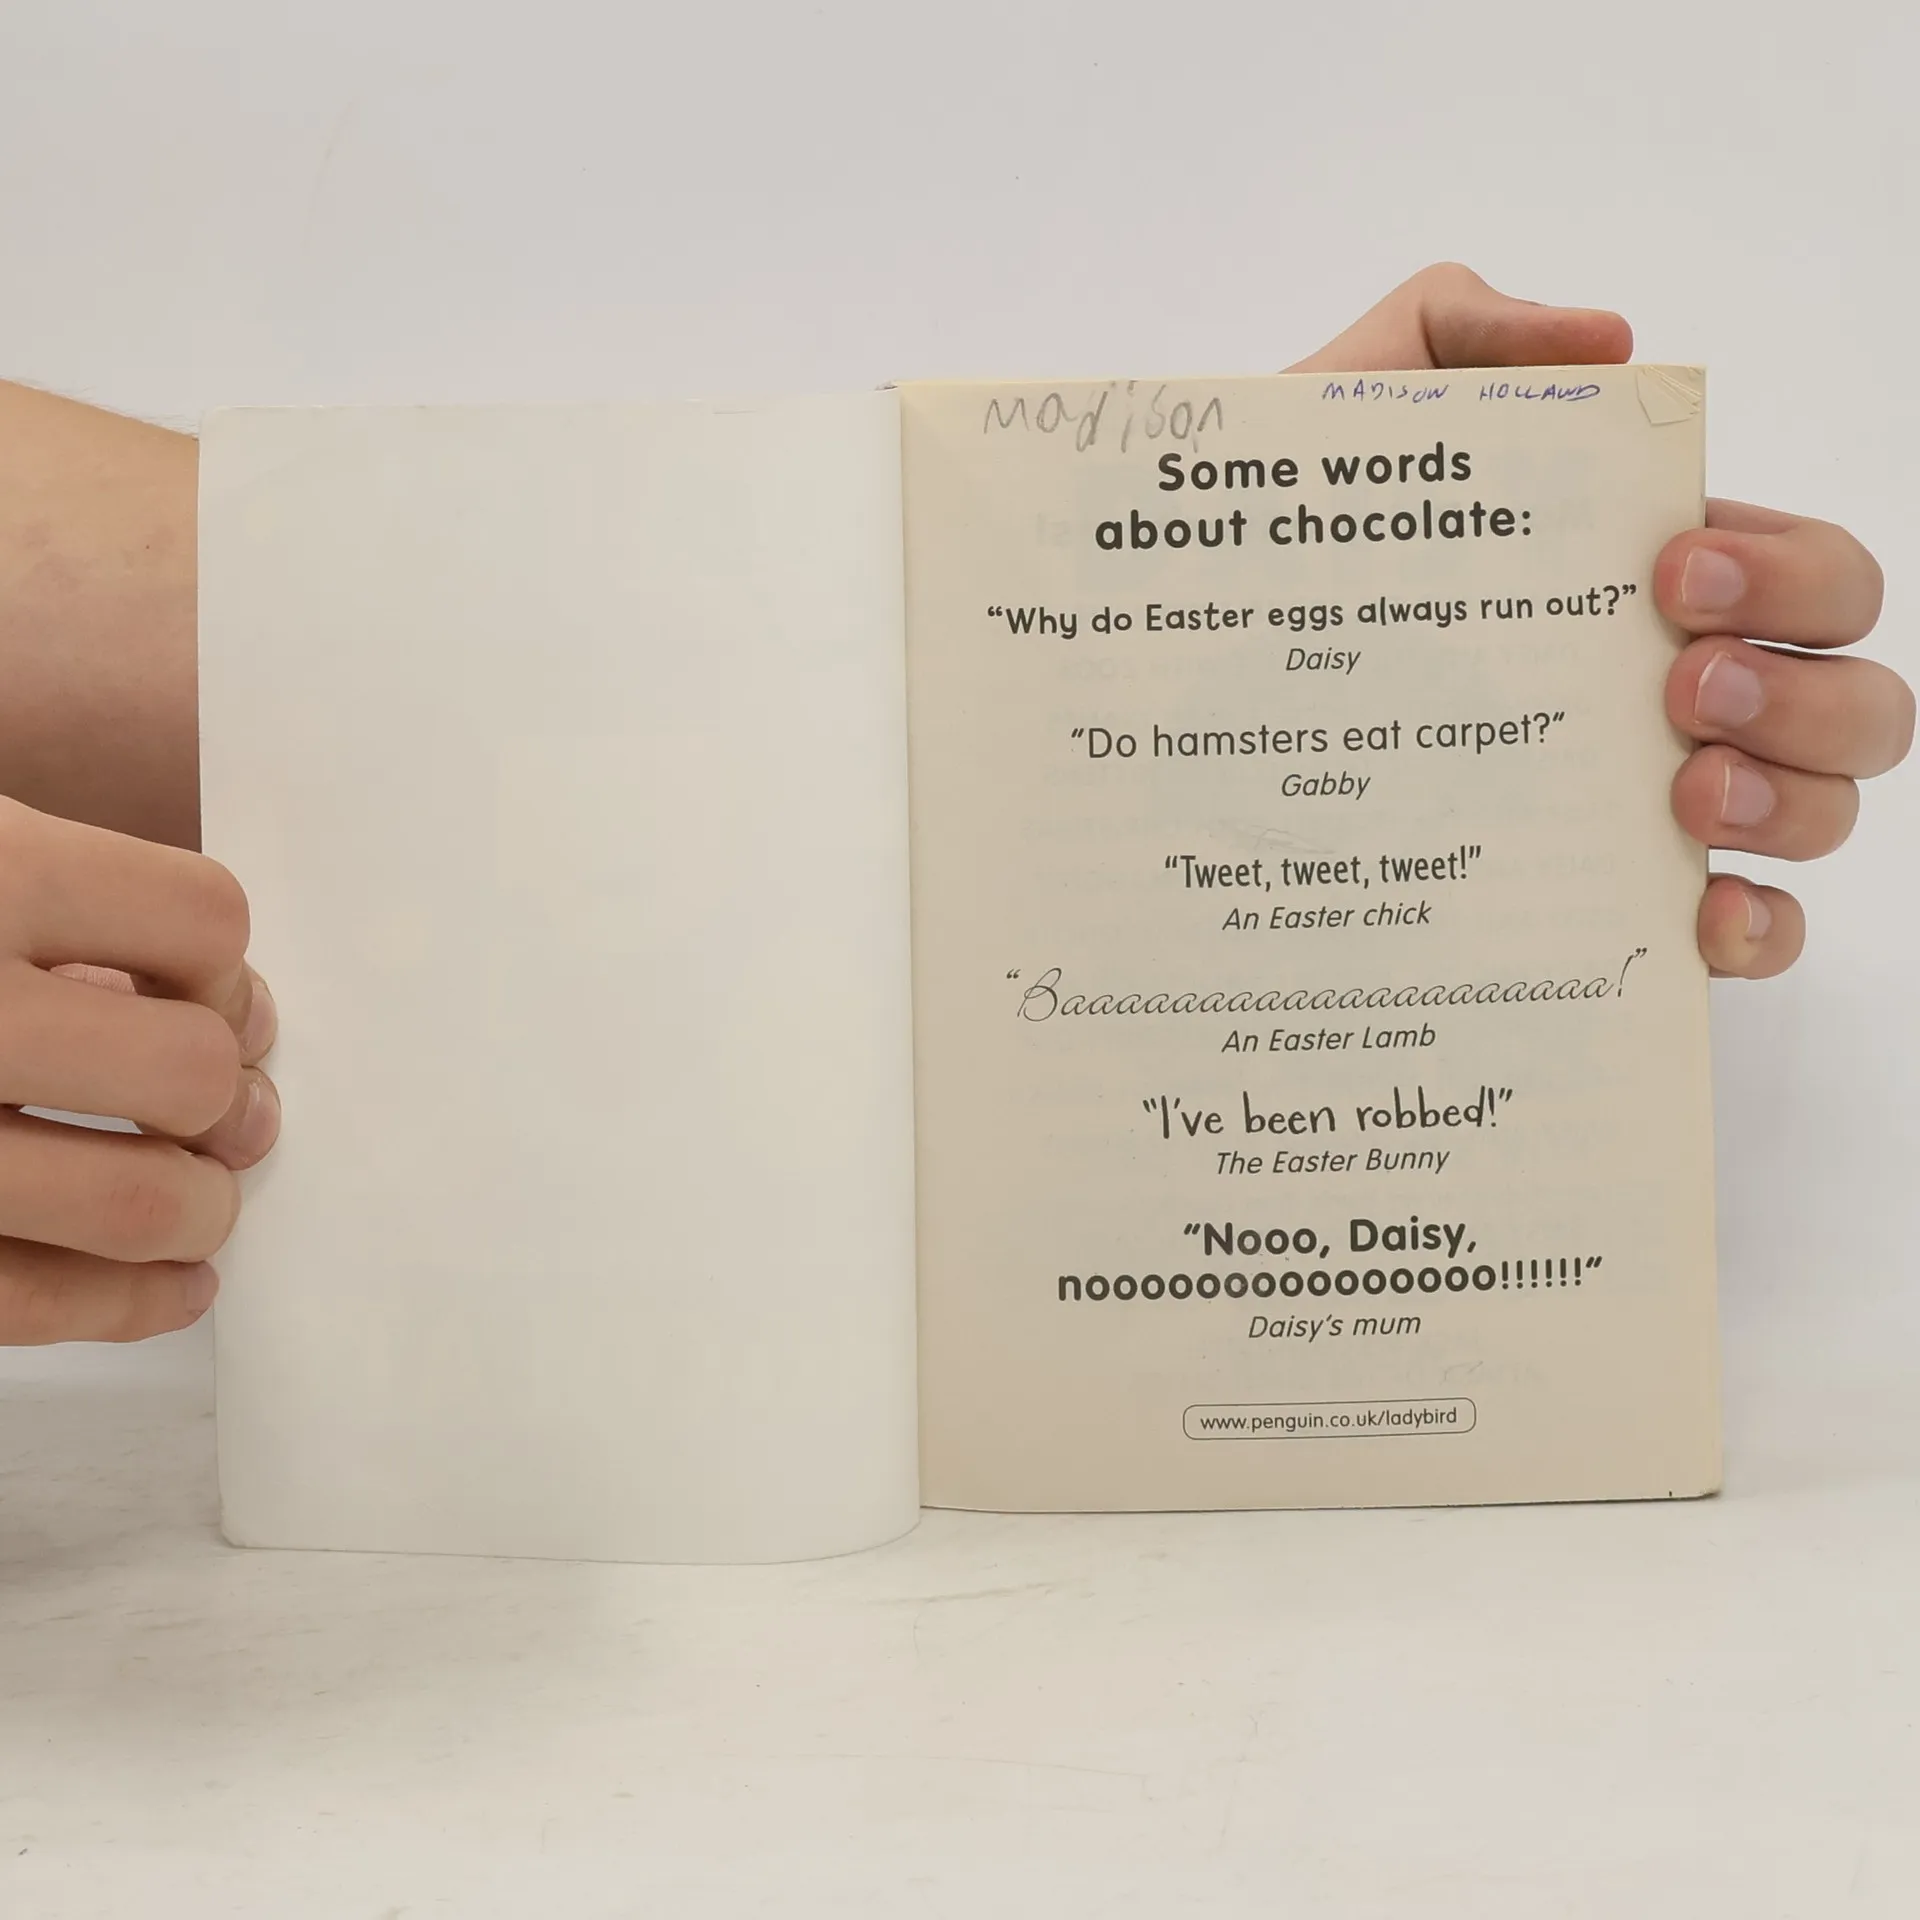 Madison
MADISON HOLLAND
Some words
about chocolate:
“Why do Easter eggs always run out?”
Daisy
“Do hamsters eat carpet?”
Gabby
“Tweet, tweet, tweet!”
An Easter chick
“Baaaaaaaaaaaaaaaaaaaaa!”
An Easter Lamb
“I’ve been robbed!”
The Easter Bunny
“Nooo, Daisy,
nooooooooooooooo!!!!!!”
Daisy’s mum
www.penguin.co.uk/ladybird